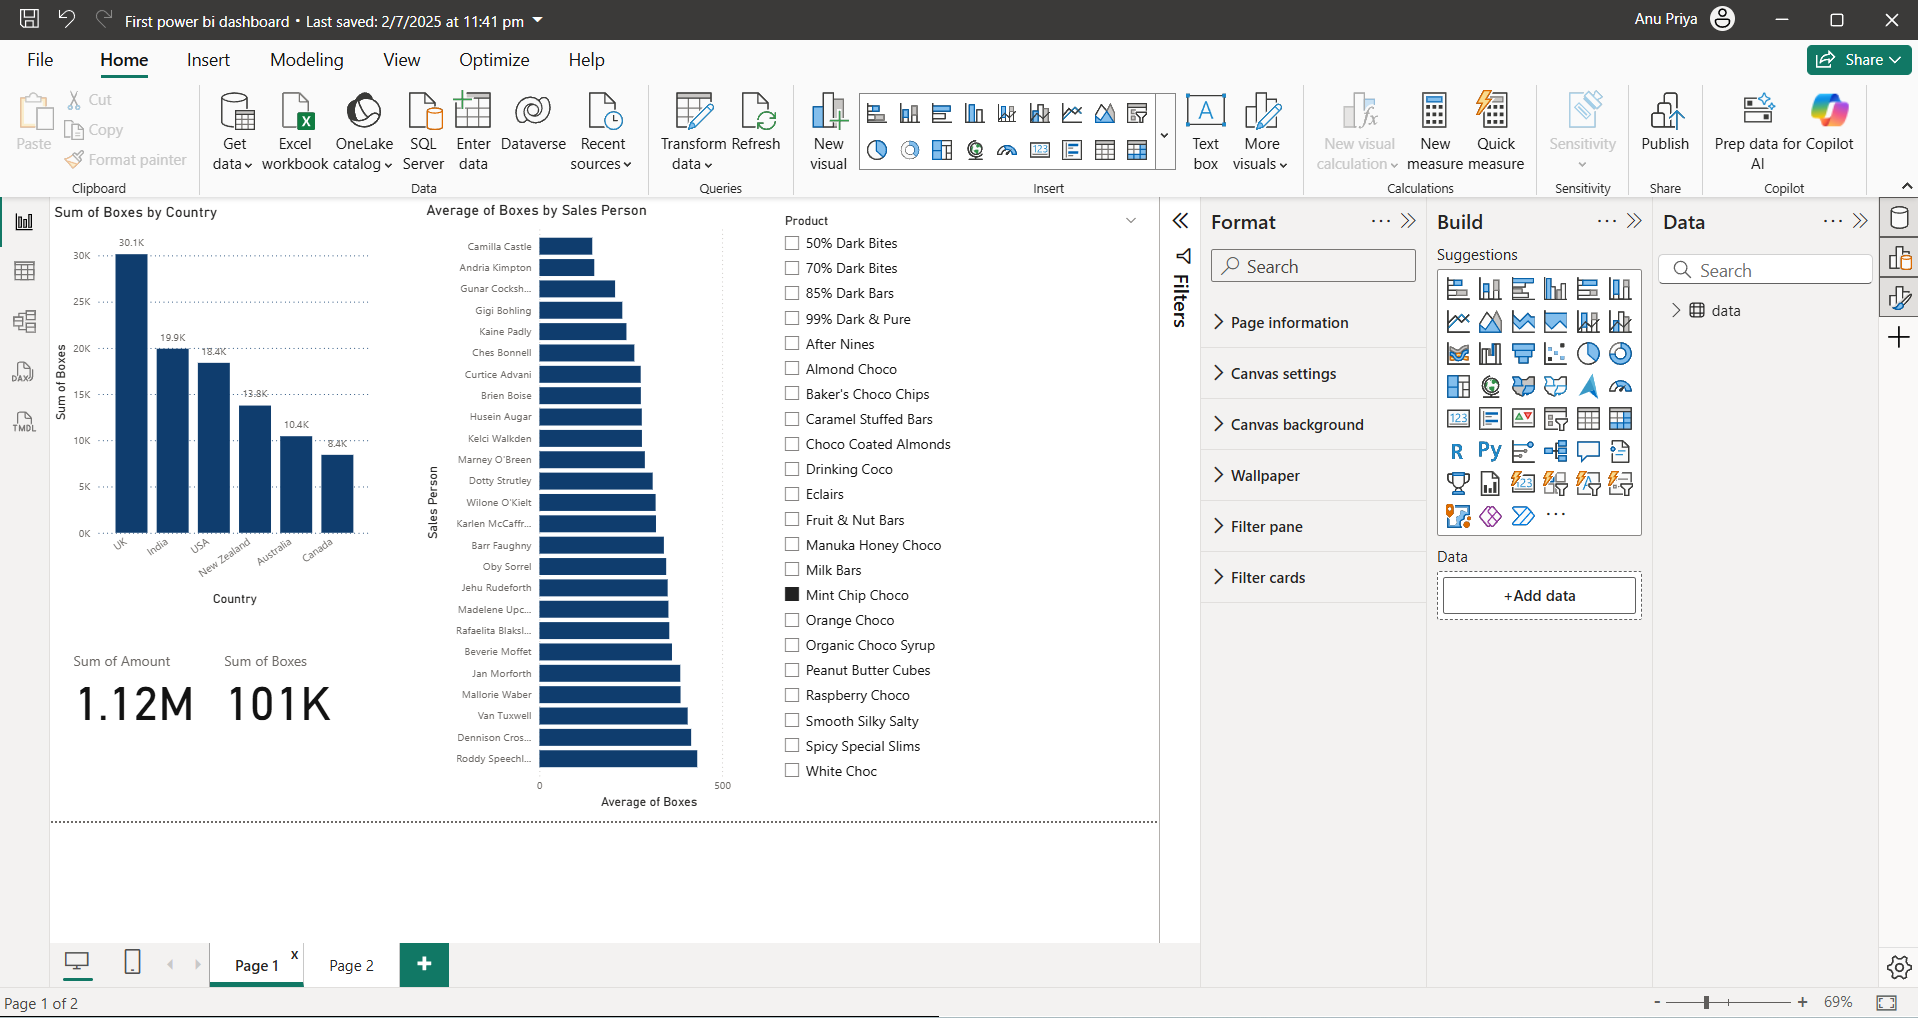 First power bi dashboard • Last saved: 2/7/2025 at 11:41 pm
Anu Priya
File Home Insert Modeling View Optimize Help
Share
Paste
Cut
Copy
Format painter
Clipboard
Get data
Excel workbook
OneLake catalog
SQL Server
Enter data
Dataverse
Recent sources
Data
Transform data
Refresh
Queries
New visual
Text box
More visuals
Insert
New visual calculation
New measure
Quick measure
Calculations
Sensitivity
Sensitivity
Publish
Share
Prep data for AI
Copilot
Copilot
DAX
TMDL
Sum of Boxes by Country
Sum of Boxes
30K
25K
20K
15K
10K
5K
0K
30.1K
19.9K
18.4K
13.8K
10.4K
8.4K
UK
India
USA
New Zealand
Australia
Canada
Country
Sum of Amount
1.12M
Sum of Boxes
101K
Average of Boxes by Sales Person
Sales Person
Camilla Castle
Andria Kimpton
Gunar Cocksh...
Gigi Bohling
Kaine Padly
Ches Bonnell
Curtice Advani
Brien Boise
Husein Augar
Kelci Walkden
Marney O'Breen
Dotty Strutley
Wilone O'Kielt
Karlen McCaffr...
Barr Faughny
Oby Sorrel
Jehu Rudeforth
Madelene Upc...
Rafaelita Blaksl...
Beverie Moffet
Jan Morforth
Mallorie Waber
Van Tuxwell
Dennison Cros...
Roddy Speechl...
0 500
Average of Boxes
Product
50% Dark Bites
70% Dark Bites
85% Dark Bars
99% Dark & Pure
After Nines
Almond Choco
Baker's Choco Chips
Caramel Stuffed Bars
Choco Coated Almonds
Drinking Coco
Eclairs
Fruit & Nut Bars
Manuka Honey Choco
Milk Bars
Mint Chip Choco
Orange Choco
Organic Choco Syrup
Peanut Butter Cubes
Raspberry Choco
Smooth Silky Salty
Spicy Special Slims
White Choc
Filters
Format
Search
Page information
Canvas settings
Canvas background
Wallpaper
Filter pane
Filter cards
Build
Suggestions
123
R Py
123
Data
+Add data
Data
Search
data
Page 1 x
Page 2
+
Page 1 of 2
- + 69%